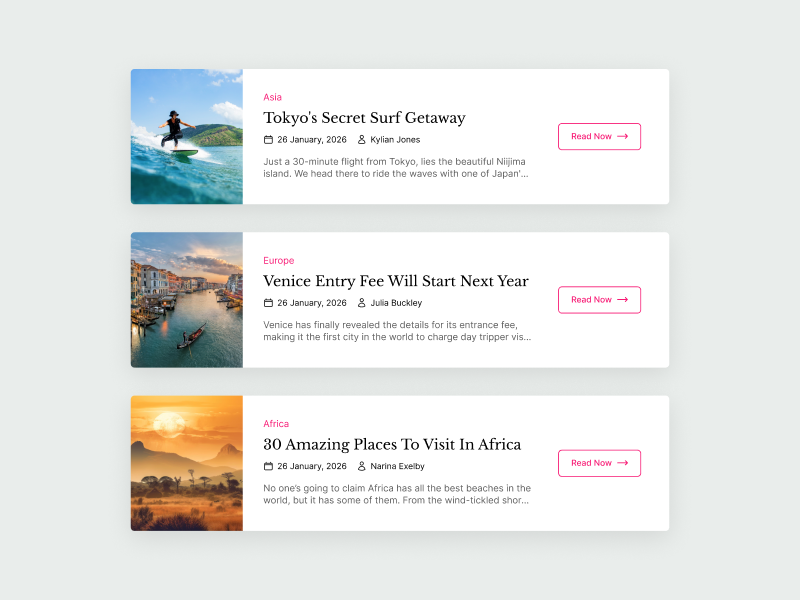 Asia
Tokyo's Secret Surf Getaway
26 January, 2026 Kylian Jones
Just a 30-minute flight from Tokyo, lies the beautiful Niijima
island. We head there to ride the waves with one of Japan'...
Read Now
Europe
Venice Entry Fee Will Start Next Year
26 January, 2026 Julia Buckley
Venice has finally revealed the details for its entrance fee,
making it the first city in the world to charge day tripper vis...
Read Now
Africa
30 Amazing Places To Visit In Africa
26 January, 2026 Narina Exelby
No one's going to claim Africa has all the best beaches in the
world, but it has some of them. From the wind-tickled shor...
Read Now